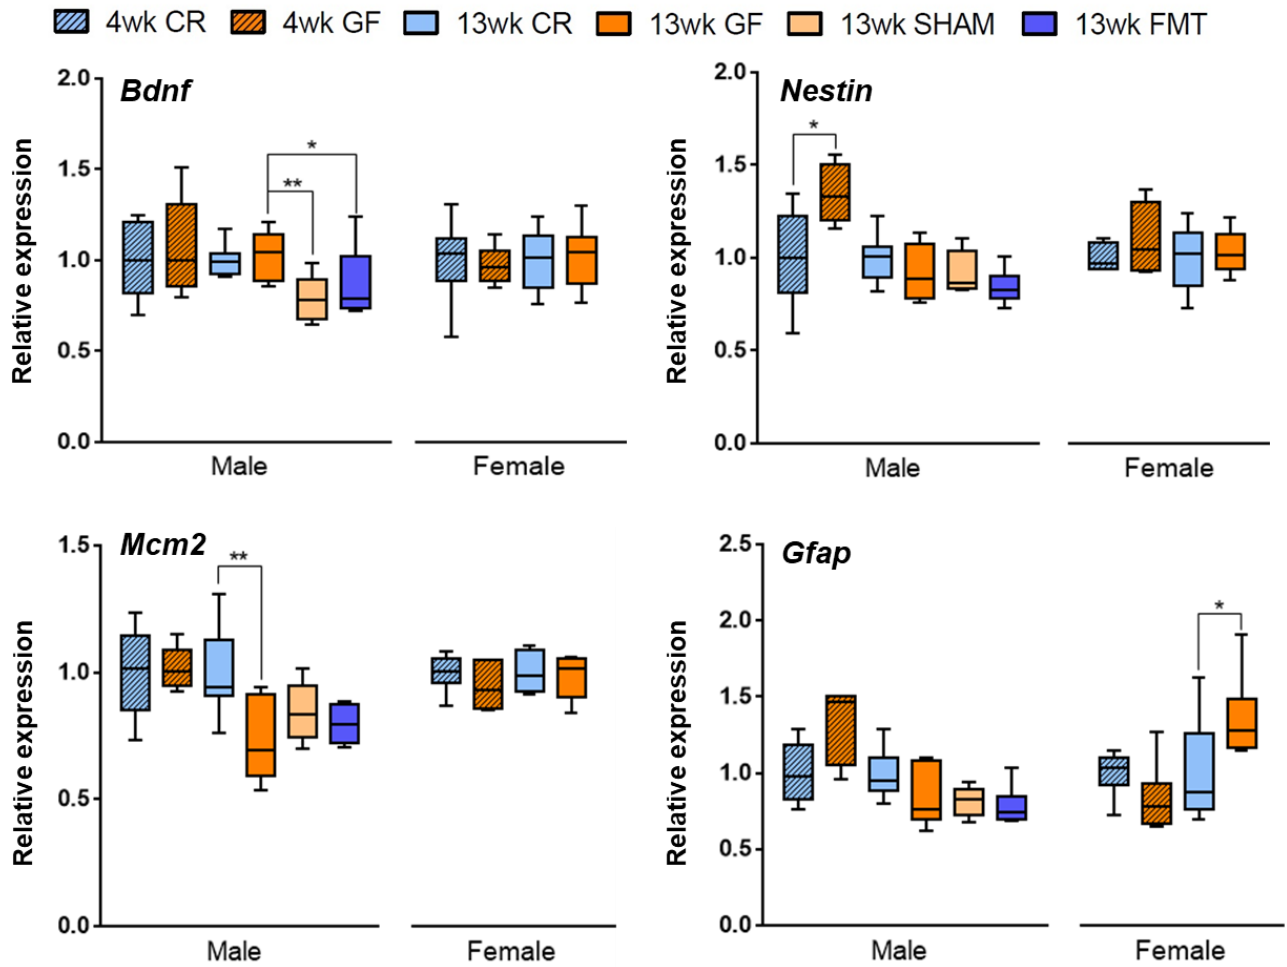 4wk CR 4wk GF 13wk CR 13wk GF 13wk SHAM 13wk FMT
Bdnf
Relative expression
2.0
1.5
1.0
0.5
0.0
*
**
Male Female
Nestin
Relative expression
2.0
1.5
1.0
0.5
0.0
*
Male Female
Mcm2
Relative expression
1.5
1.0
0.5
0.0
**
Male Female
Gfap
Relative expression
2.5
2.0
1.5
1.0
0.5
0.0
*
Male Female